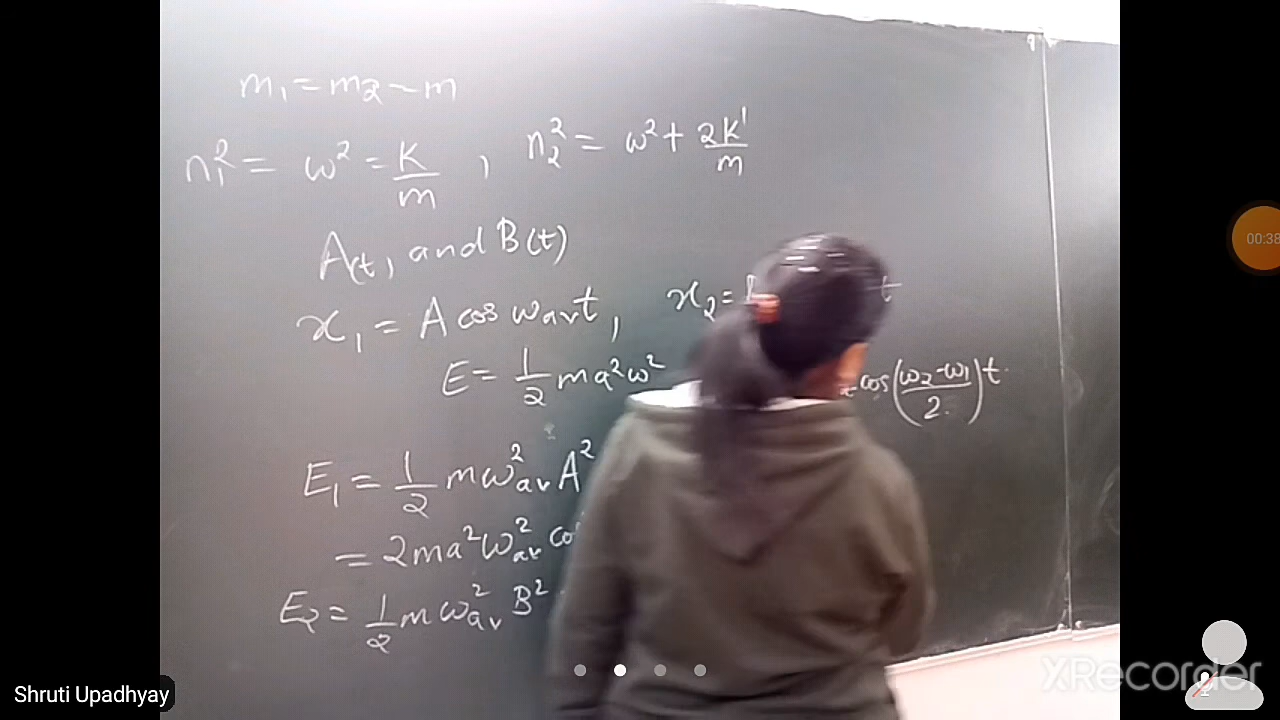 m₁ = m₂ ~ m
n₁² = ω² = K/m , n₂² = ω² + 2K'/m
A(t, and B(t)
x₁ = A cos ωav t, x₂ = t
E = 1/2 ma²ω² cos(ω₂-ω₁/2.)t.
E₁ = 1/2 mω²av A²
= 2ma²ω²av
E₂ = 1/2 mω²av B²
00:38
XRecorder
Shruti Upadhyay